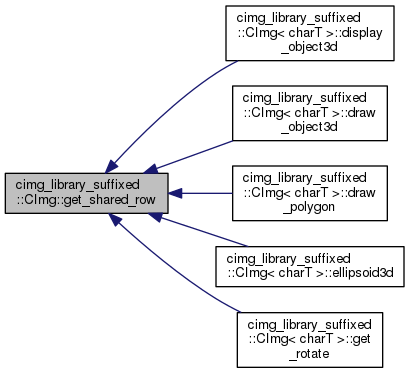 cimg_library_suffixed
::CImg< charT >::display
_object3d
cimg_library_suffixed
::CImg< charT >::draw
_object3d
cimg_library_suffixed
::CImg::get_shared_row
cimg_library_suffixed
::CImg< charT >::draw
_polygon
cimg_library_suffixed
::CImg< charT >::ellipsoid3d
cimg_library_suffixed
::CImg< charT >::get
_rotate